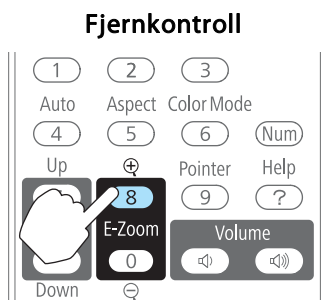 Fjernkontroll
1 2 3
Auto Aspect Color Mode
4 5 6 Num
Up Pointer Help
8 9 ?
E-Zoom Volume
0
Down